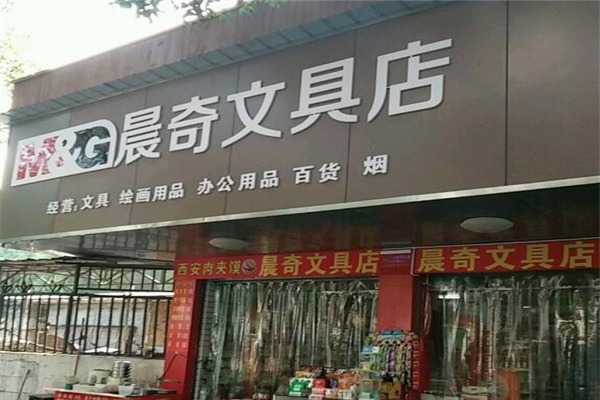 M&G 晨奇文具店
经营:文具 绘画用品 办公用品 百货 烟
西安肉夹馍 晨奇文具店 晨奇文具店